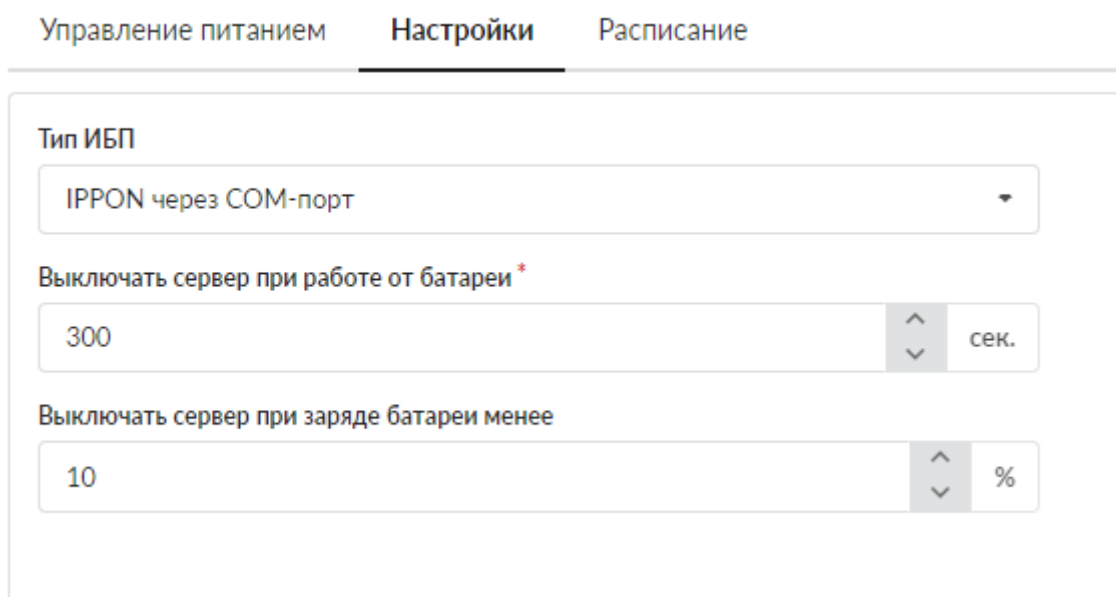 Управление питанием Настройки Расписание
Тип ИБП
IPPON через COM-порт
Выключать сервер при работе от батареи *
300 сек.
Выключать сервер при заряде батареи менее
10 %